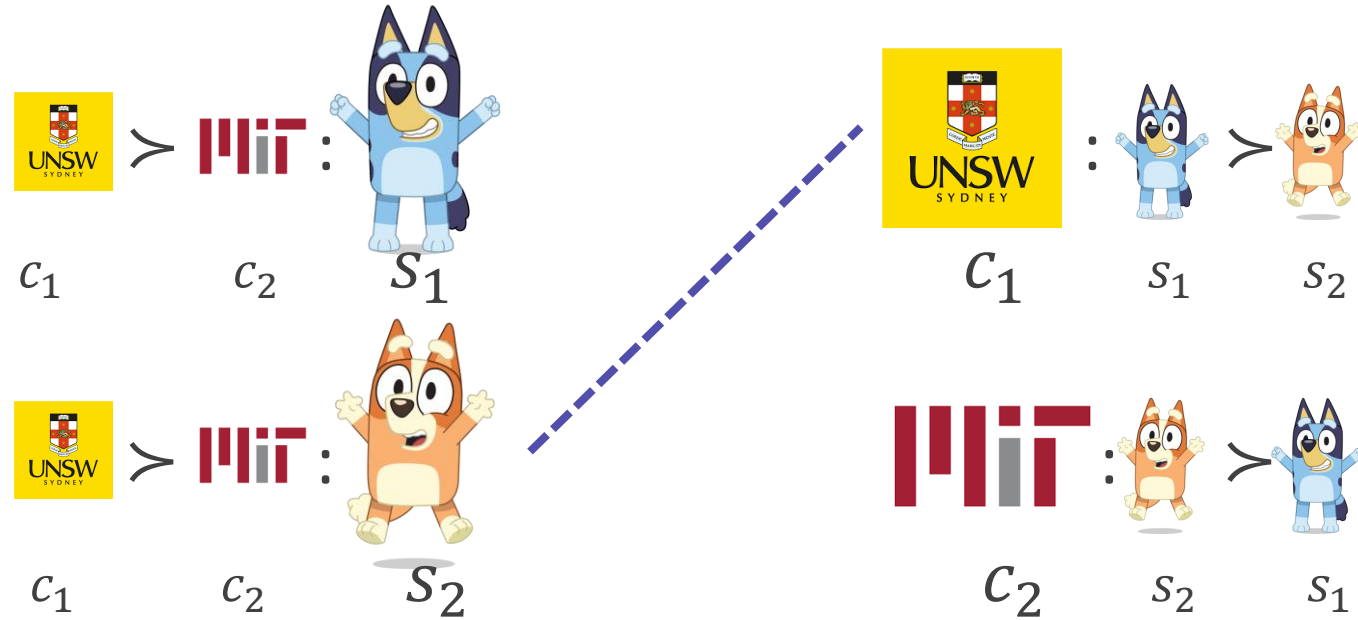 UNSW
SYDNEY
≻
MIT
:
c₁
c₂
s₁
UNSW
SYDNEY
≻
MIT
:
c₁
c₂
s₂
UNSW
SYDNEY
:
≻
c₁
s₁
s₂
MIT
:
≻
c₂
s₂
s₁